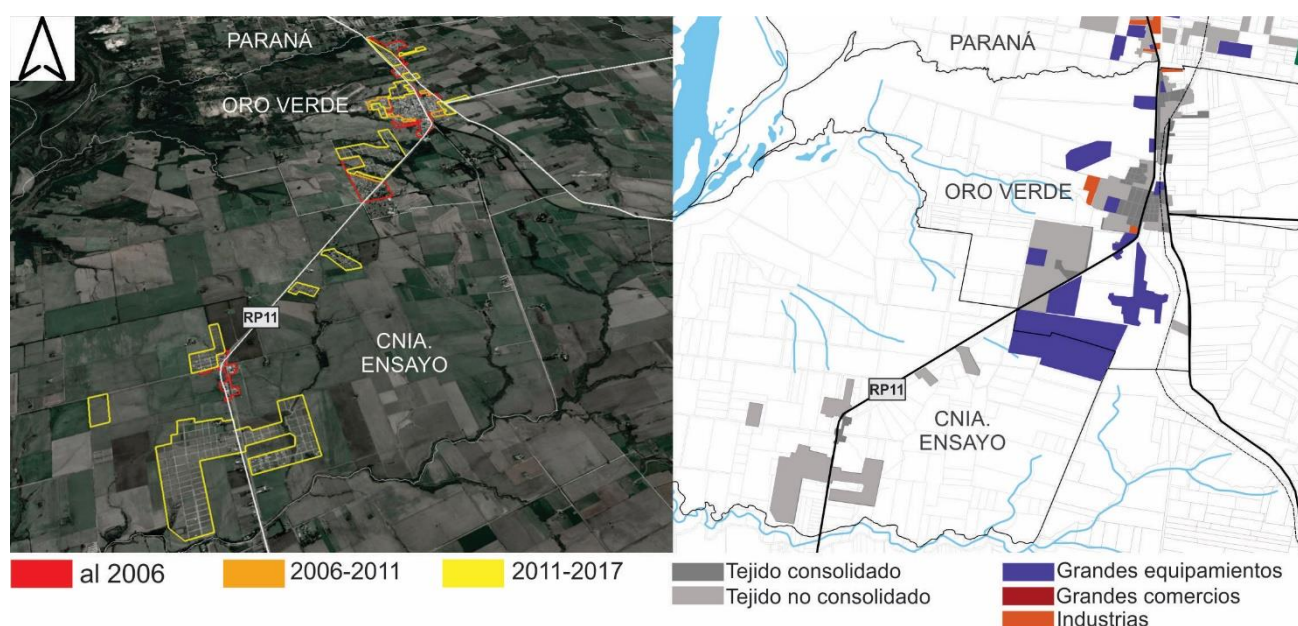 PARANÁ
ORO VERDE
RP11
CNIA.
ENSAYO
PARANÁ
ORO VERDE
RP11
CNIA.
ENSAYO
al 2006
2006-2011
2011-2017
Tejido consolidado
Tejido no consolidado
Grandes equipamientos
Grandes comercios
Industrias